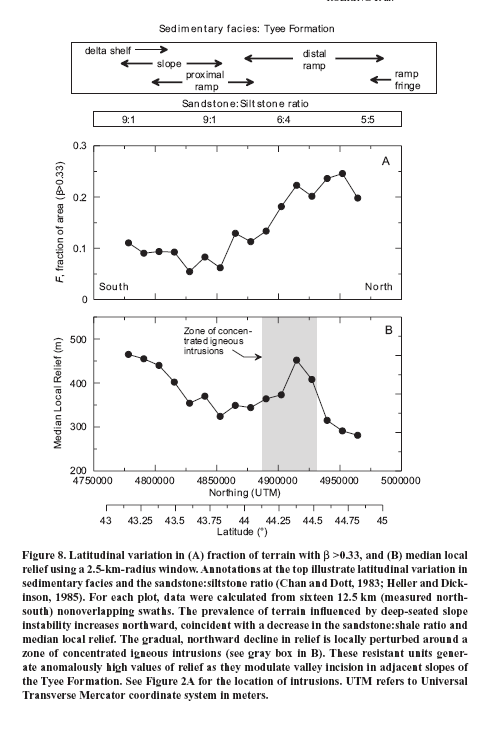 Sedimentary facies: Tyee Formation
delta shelf
slope
proximal
ramp
distal
ramp
ramp
fringe
Sandstone:Siltstone ratio
9:1 9:1 6:4 5:5
0.3
0.2
0.1
0
F, fraction of area (β>0.33)
A
South North
500
400
300
200
Median Local Relief (m)
Zone of concen-
trated igneous
intrusions
B
4750000 4800000 4850000 4900000 4950000 5000000
Northing (UTM)
43 43.25 43.5 43.75 44 44.25 44.5 44.75 45
Latitude (°)
Figure 8. Latitudinal variation in (A) fraction of terrain with β >0.33, and (B) median local
relief using a 2.5-km-radius window. Annotations at the top illustrate latitudinal variation in
sedimentary facies and the sandstone:siltstone ratio (Chan and Dott, 1983; Heller and Dick-
inson, 1985). For each plot, data were calculated from sixteen 12.5 km (measured north-
south) nonoverlapping swaths. The prevalence of terrain influenced by deep-seated slope
instability increases northward, coincident with a decrease in the sandstone:shale ratio and
median local relief. The gradual, northward decline in relief is locally perturbed around a
zone of concentrated igneous intrusions (see gray box in B). These resistant units gener-
ate anomalously high values of relief as they modulate valley incision in adjacent slopes of
the Tyee Formation. See Figure 2A for the location of intrusions. UTM refers to Universal
Transverse Mercator coordinate system in meters.